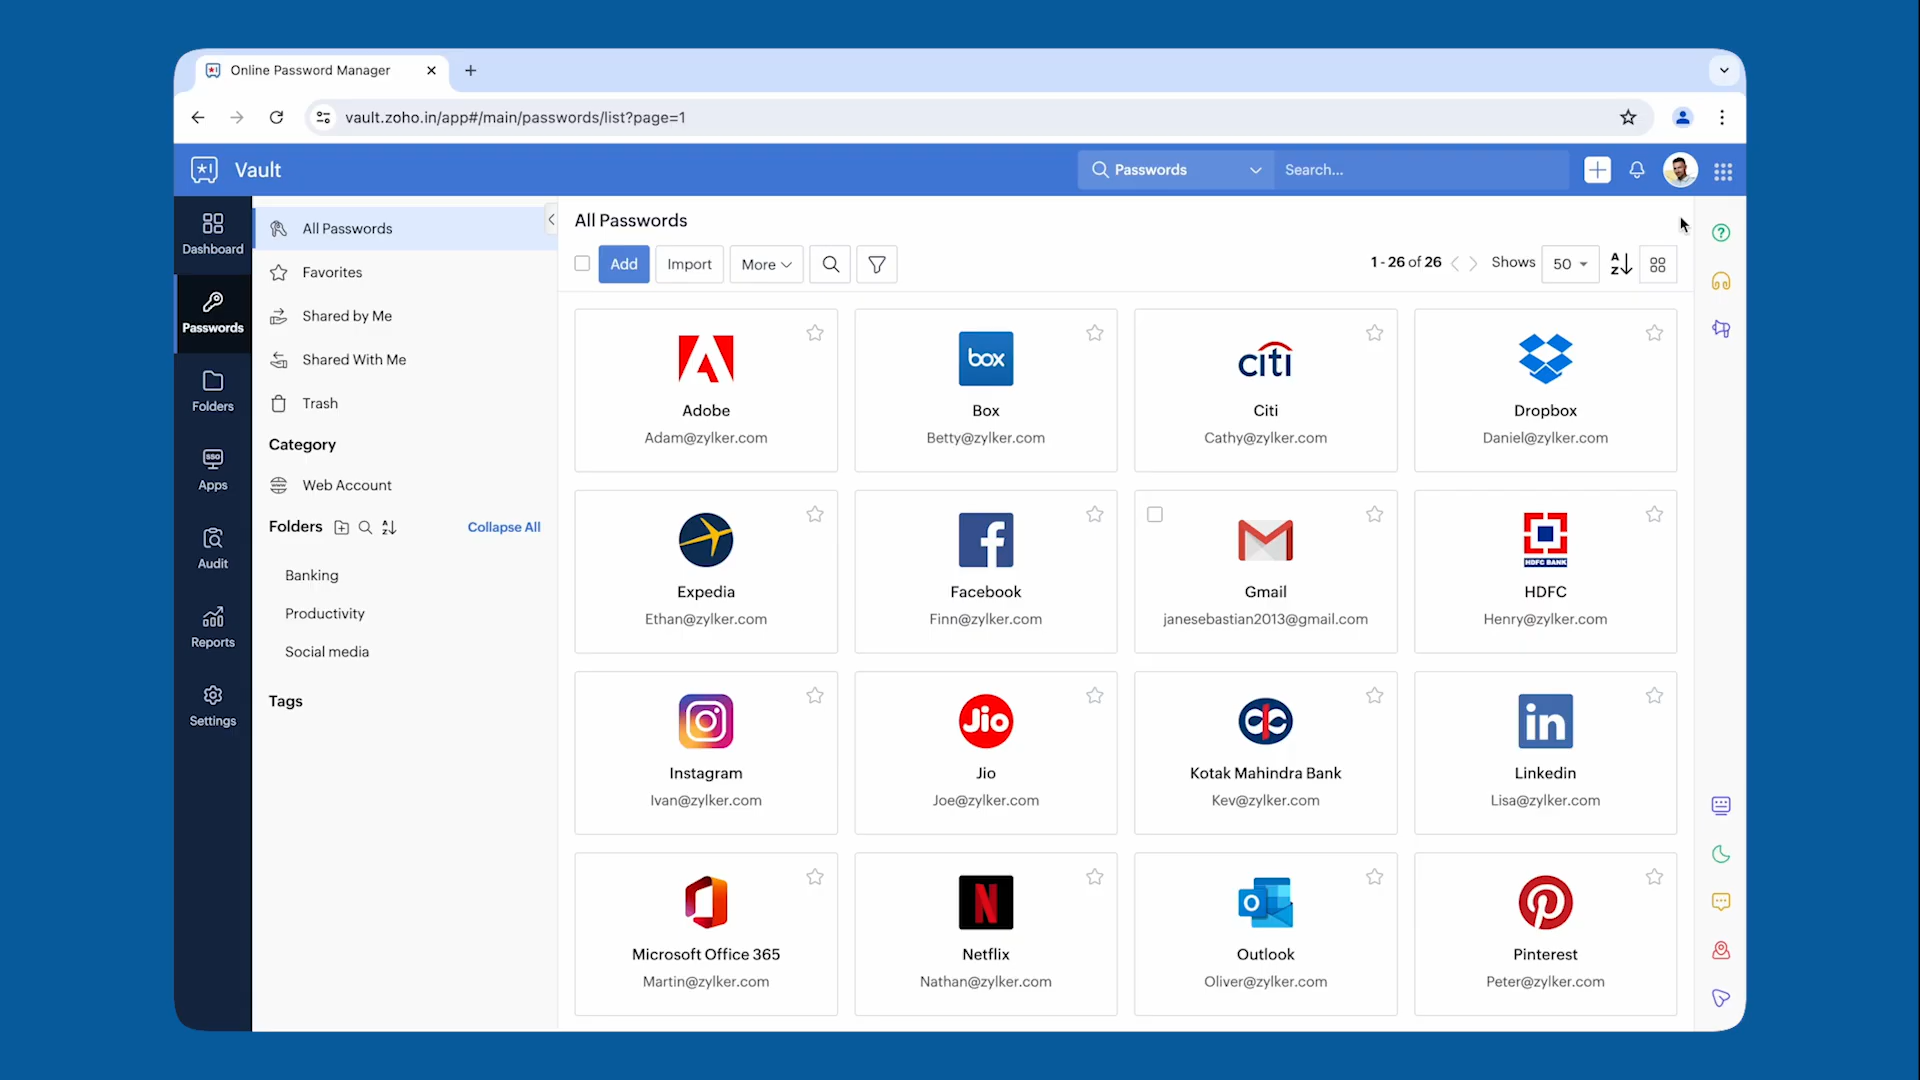 Online Password Manager
vault.zoho.in/app#/main/passwords/list?page=1
Vault
Passwords
Search...
Dashboard
Passwords
Folders
SSO
Apps
Audit
Reports
Settings
All Passwords
Favorites
Shared by Me
Shared With Me
Trash
Category
Web Account
Folders
Collapse All
Banking
Productivity
Social media
Tags
All Passwords
Add
Import
More
1 - 26 of 26
Shows
50
A
Z
box
citi
Adobe
Box
Citi
Dropbox
Adam@zylker.com
Betty@zylker.com
Cathy@zylker.com
Daniel@zylker.com
HDFC BANK
Expedia
Facebook
Gmail
HDFC
Ethan@zylker.com
Finn@zylker.com
janesebastian2013@gmail.com
Henry@zylker.com
Jio
in
Instagram
Jio
Kotak Mahindra Bank
Linkedin
Ivan@zylker.com
Joe@zylker.com
Kev@zylker.com
Lisa@zylker.com
Microsoft Office 365
Netflix
Outlook
Pinterest
Martin@zylker.com
Nathan@zylker.com
Oliver@zylker.com
Peter@zylker.com